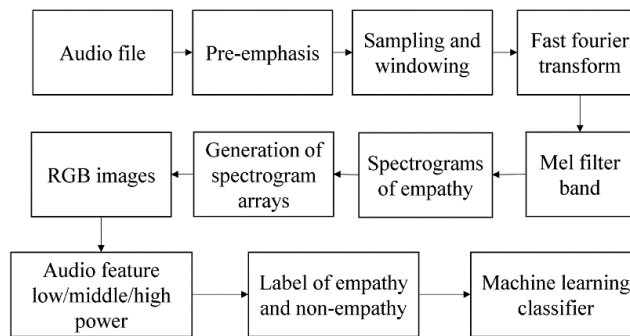 Audio file
Pre-emphasis
Sampling and
windowing
Fast fourier
transform
Mel filter
band
Spectrograms
of empathy
Generation of
spectrogram
arrays
RGB images
Audio feature
low/middle/high
power
Label of empathy
and non-empathy
Machine learning
classifier